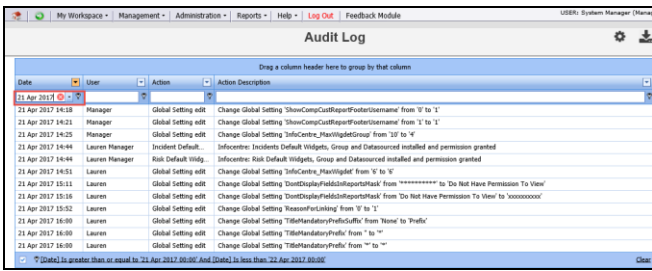 My Workspace Management Administration Reports Help Log Out Feedback Module USER: System Manager (Manag
Audit Log
Drag a column header here to group by that column
Date User Action Action Description
21 Apr 2017
21 Apr 2017 14:18 Manager Global Setting edit Change Global Setting 'ShowCompCustReportFooterUsername' from '0' to '1'
21 Apr 2017 14:21 Manager Global Setting edit Change Global Setting 'ShowCompCustReportFooterUsername' from '1' to '1'
21 Apr 2017 14:25 Manager Global Setting edit Change Global Setting 'InfoCentre_MaxWigdetGroup' from '10' to '4'
21 Apr 2017 14:44 Lauren Manager Incident Default... Infocentre: Incidents Default Widgets, Group and Datasourced installed and permission granted
21 Apr 2017 14:44 Lauren Manager Risk Default Widg... Infocentre: Risk Default Widgets, Group and Datasourced installed and permission granted
21 Apr 2017 14:51 Lauren Global Setting edit Change Global Setting 'InfoCentre_MaxWigdet' from '6' to '6'
21 Apr 2017 15:11 Lauren Global Setting edit Change Global Setting 'DontDisplayFieldsInReportsMask' from '**********' to 'Do Not Have Permission To View'
21 Apr 2017 15:16 Lauren Global Setting edit Change Global Setting 'DontDisplayFieldsInReportsMask' from 'Do Not Have Permission To View' to 'xxxxxxxxxx'
21 Apr 2017 15:52 Lauren Global Setting edit Change Global Setting 'ReasonForLinking' from '0' to '1'
21 Apr 2017 16:00 Lauren Global Setting edit Change Global Setting 'TitleMandatoryPrefixSuffix' from 'None' to 'Prefix'
21 Apr 2017 16:00 Lauren Global Setting edit Change Global Setting 'TitleMandatoryPrefix' from '' to '*'
21 Apr 2017 16:00 Lauren Global Setting edit Change Global Setting 'TitleMandatoryPrefix' from '*' to '*'
[Date] Is greater than or equal to '21 Apr 2017 00:00' And [Date] Is less than '22 Apr 2017 00:00' Clear